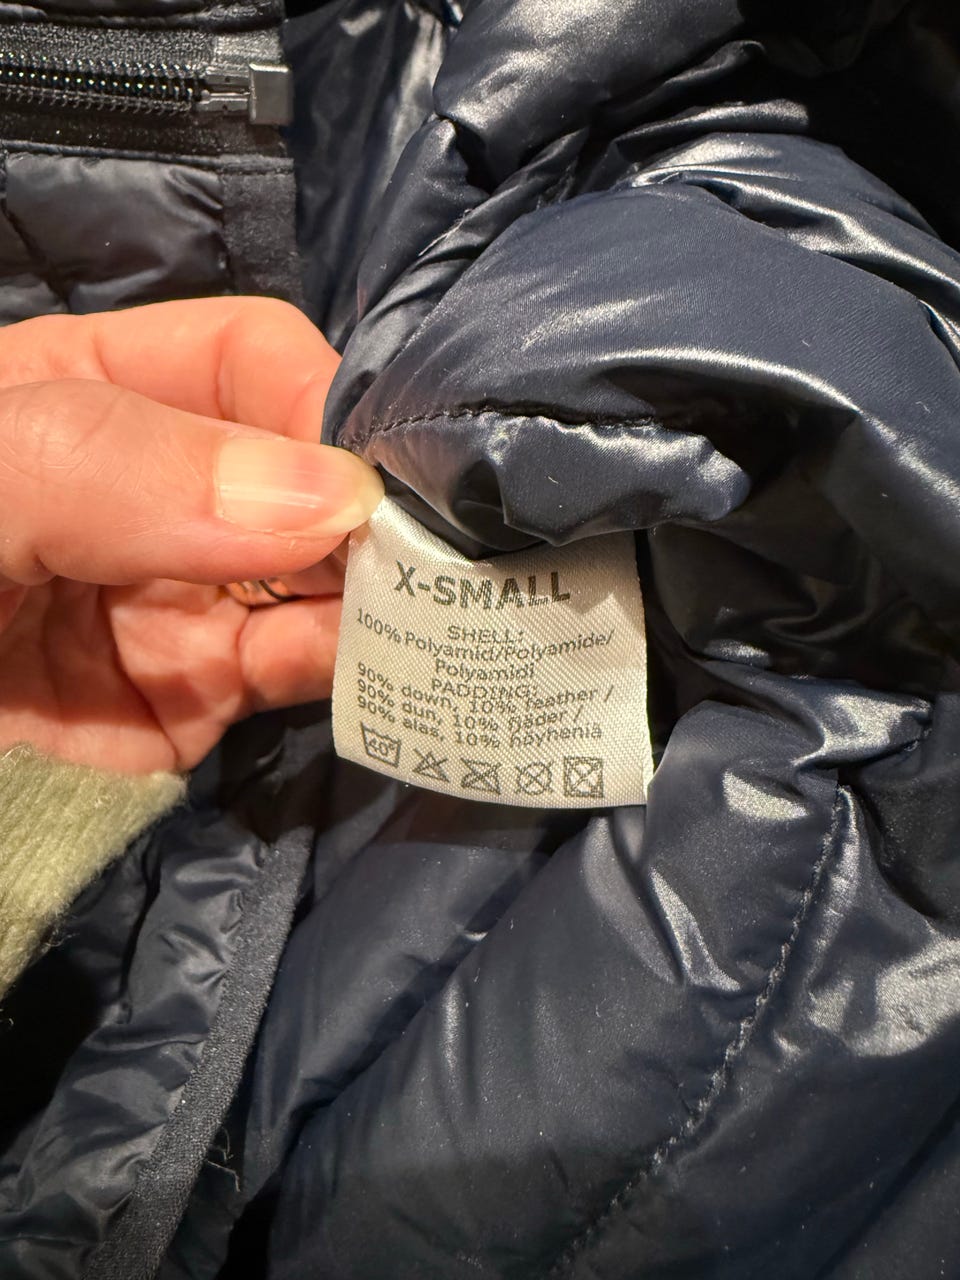 X-SMALL
SHELL:
100% Polyamid/Polyamide/
Polyamidi
PADDING:
90% down, 10% feather /
90% dun, 10% fjäder /
90% alas, 10% höyheniä
40°